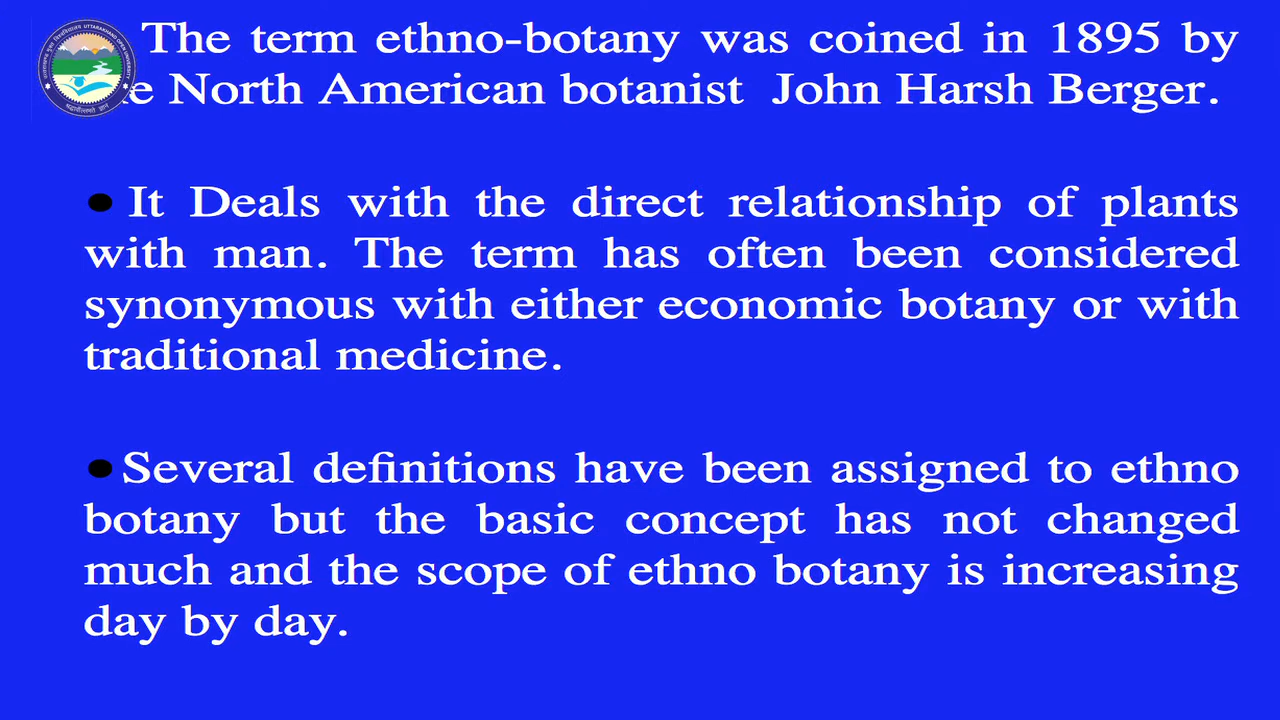 The term ethno-botany was coined in 1895 by
North American botanist John Harsh Berger.
● It Deals with the direct relationship of plants
with man. The term has often been considered
synonymous with either economic botany or with
traditional medicine.
● Several definitions have been assigned to ethno
botany but the basic concept has not changed
much and the scope of ethno botany is increasing
day by day.